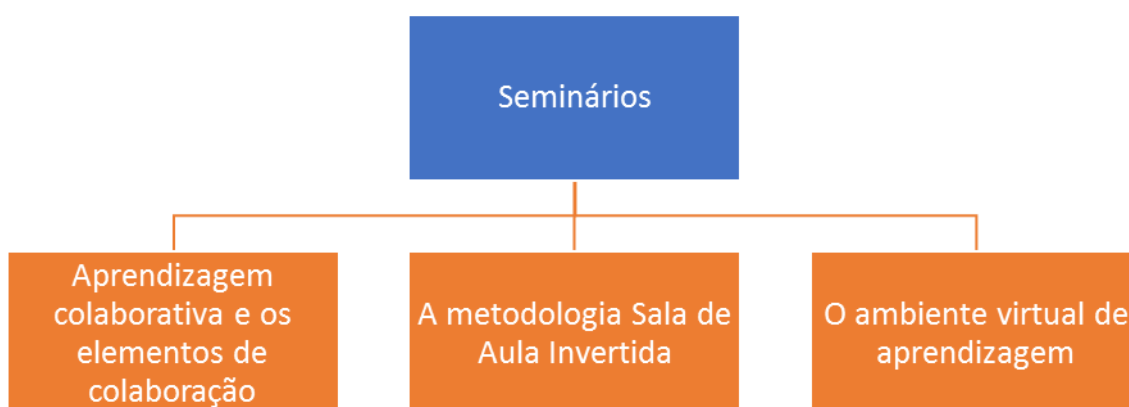 Seminários
Aprendizagem
colaborativa e os
elementos de
colaboração
A metodologia Sala de
Aula Invertida
O ambiente virtual de
aprendizagem